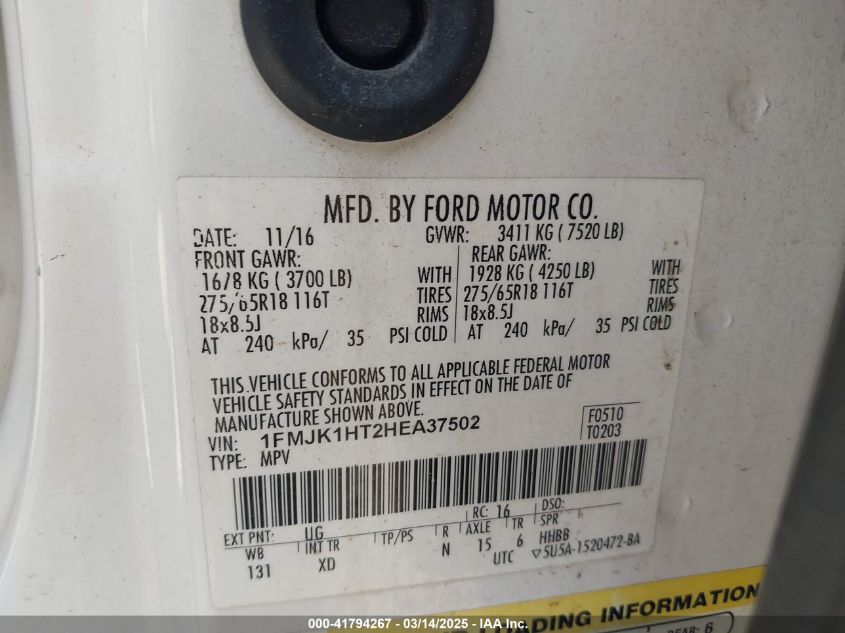 MFD. BY FORD MOTOR CO.
DATE: 11/16 GVWR: 3411 KG ( 7520 LB)
FRONT GAWR: REAR GAWR:
1678 KG ( 3700 LB) WITH 1928 KG ( 4250 LB) WITH
275/65R18 116T TIRES 275/65R18 116T TIRES
18x8.5J RIMS 18x8.5J RIMS
AT 240 kPa/ 35 PSI COLD AT 240 kPa/ 35 PSI COLD
THIS VEHICLE CONFORMS TO ALL APPLICABLE FEDERAL MOTOR
VEHICLE SAFETY STANDARDS IN EFFECT ON THE DATE OF
MANUFACTURE SHOWN ABOVE.
VIN: 1FMJK1HT2HEA37502 F0510
TYPE: MPV T0203
RC: 16 DSO:
EXT PNT: UG
WB INT TR TP/PS R AXLE TR SPR
131 XD N 15 6 HHBB
UTC ▽5U5A-1520472-BA
LOADING INFORMATION
REAR: 6
000-41794267 - 03/14/2025 - IAAI.com